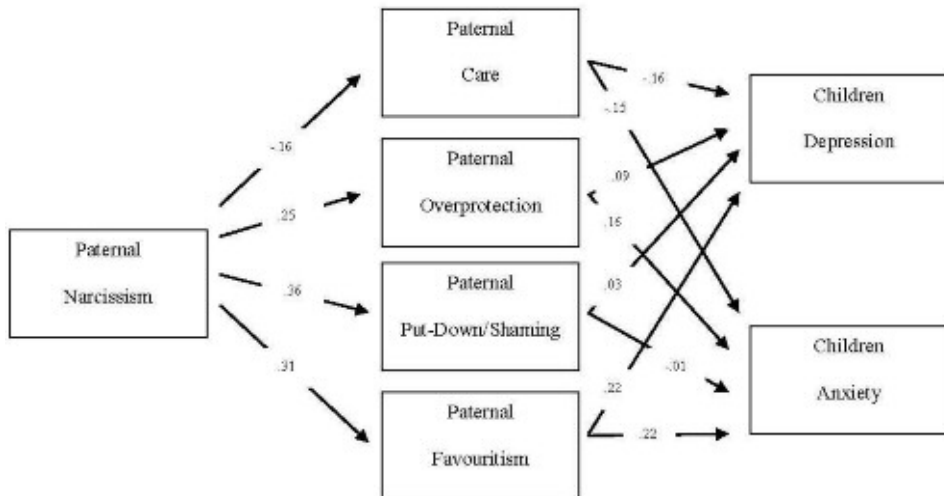 Paternal
Care
-.16
-.15
Children
Depression
-.16
Paternal
Overprotection
.09
.25
.16
Paternal
Narcissism
.36
Paternal
Put-Down/Shaming
.03
-.01
Children
Anxiety
.31
.22
Paternal
Favouritism
.22